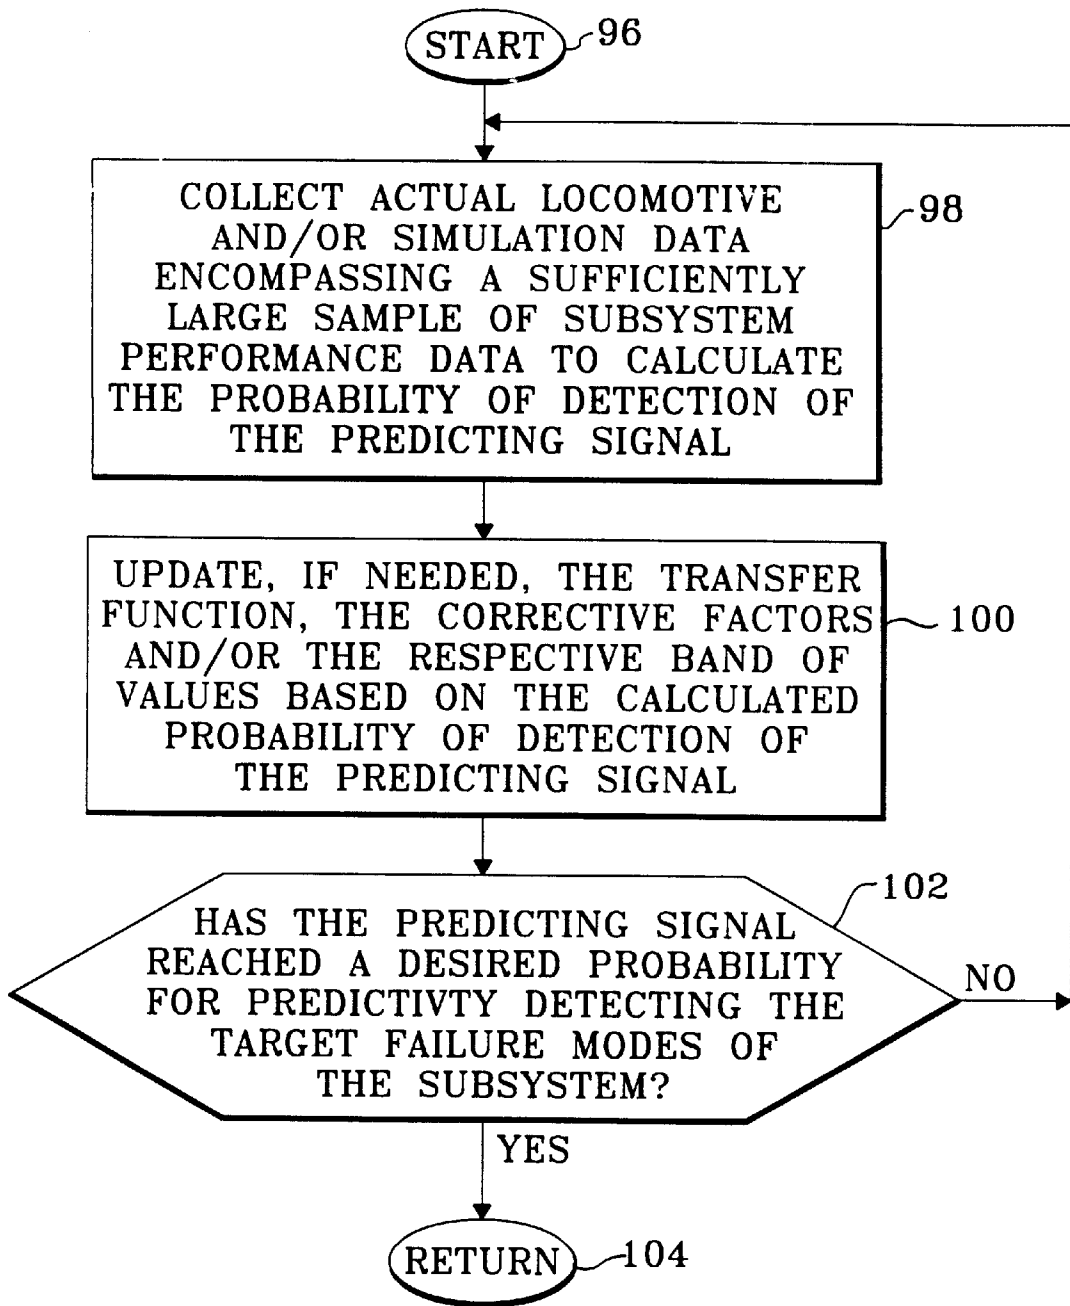 START
96
COLLECT ACTUAL LOCOMOTIVE
AND/OR SIMULATION DATA
ENCOMPASSING A SUFFICIENTLY
LARGE SAMPLE OF SUBSYSTEM
PERFORMANCE DATA TO CALCULATE
THE PROBABILITY OF DETECTION OF
THE PREDICTING SIGNAL
98
UPDATE, IF NEEDED, THE TRANSFER
FUNCTION, THE CORRECTIVE FACTORS
AND/OR THE RESPECTIVE BAND OF
VALUES BASED ON THE CALCULATED
PROBABILITY OF DETECTION OF
THE PREDICTING SIGNAL
100
HAS THE PREDICTING SIGNAL
REACHED A DESIRED PROBABILITY
FOR PREDICTIVTY DETECTING THE
TARGET FAILURE MODES OF
THE SUBSYSTEM?
102
NO
YES
RETURN
104